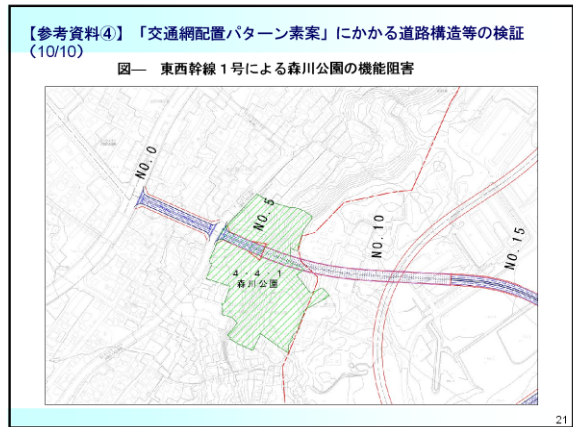 【参考資料④】「交通網配置パターン素案」にかかる道路構造等の検証
(10/10)
図― 東西幹線１号による森川公園の機能阻害
NO.0
NO.5
NO.10
NO.15
4・4・1
森川公園
21